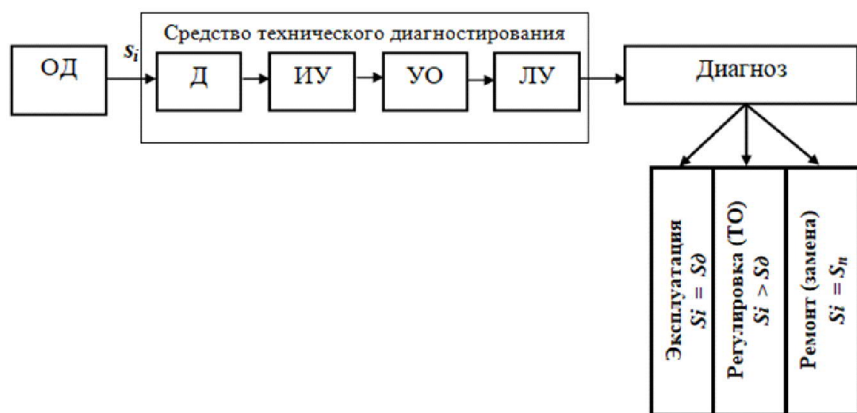 Средство технического диагностирования
ОД
s_i
Д
ИУ
УО
ЛУ
Диагноз
Эксплуатация
Si = Sд
Регулировка (ТО)
Si > Sд
Ремонт (замена)
Si = Sп